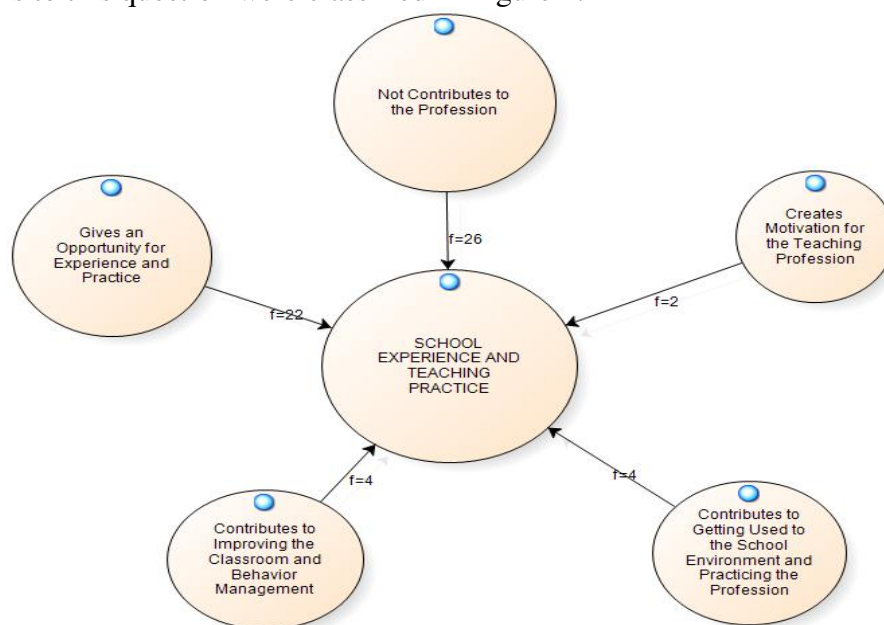 Not Contributes to
the Profession
Gives an
Opportunity for
Experience and
Practice
Creates
Motivation for
the Teaching
Profession
f=26
f=22
f=2
SCHOOL
EXPERIENCE AND
TEACHING
PRACTICE
f=4
f=4
Contributes to
Improving the
Classroom and
Behavior
Management
Contributes to
Getting Used to
the School
Environment and
Practicing the
Profession